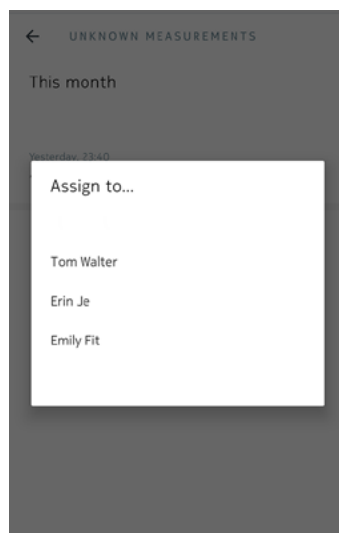 UNKNOWN MEASUREMENTS
This month
Yesterday, 23:40
Assign to...
Tom Walter
Erin Je
Emily Fit